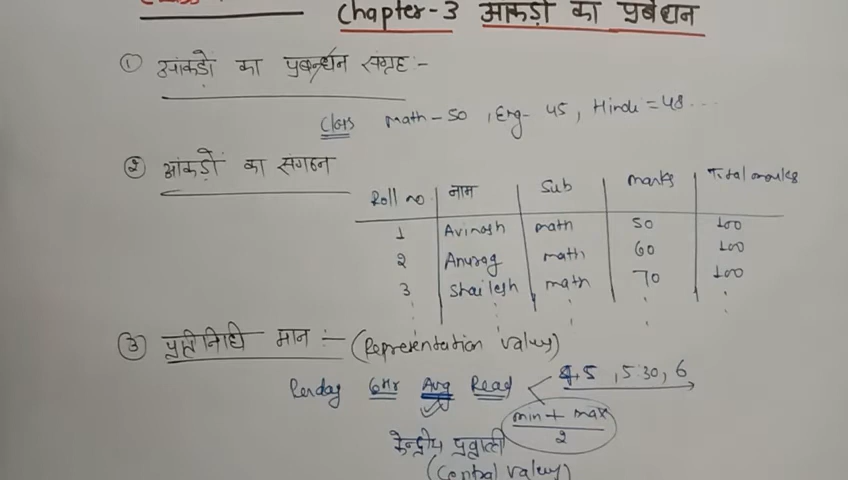 Chapter-3 आंकड़ो का प्रबंधन
① आंकडो का प्रबन्धन संग्रह:-
Class Math - 50, Eng- 45, Hindi = 48 ...
② आंकड़ों का संगठन
Roll no नाम Sub marks Total marks
1 Avinash math 50 100
2 Anurag math 60 100
3 Shailesh math 70 100
③ प्रतिनिधि मान :- (Representation Value)
Perday 6Hr Avg Read 4, 5, 5:30, 6
min + max
2
केन्द्रीय प्रवृत्ति
(Central Value)